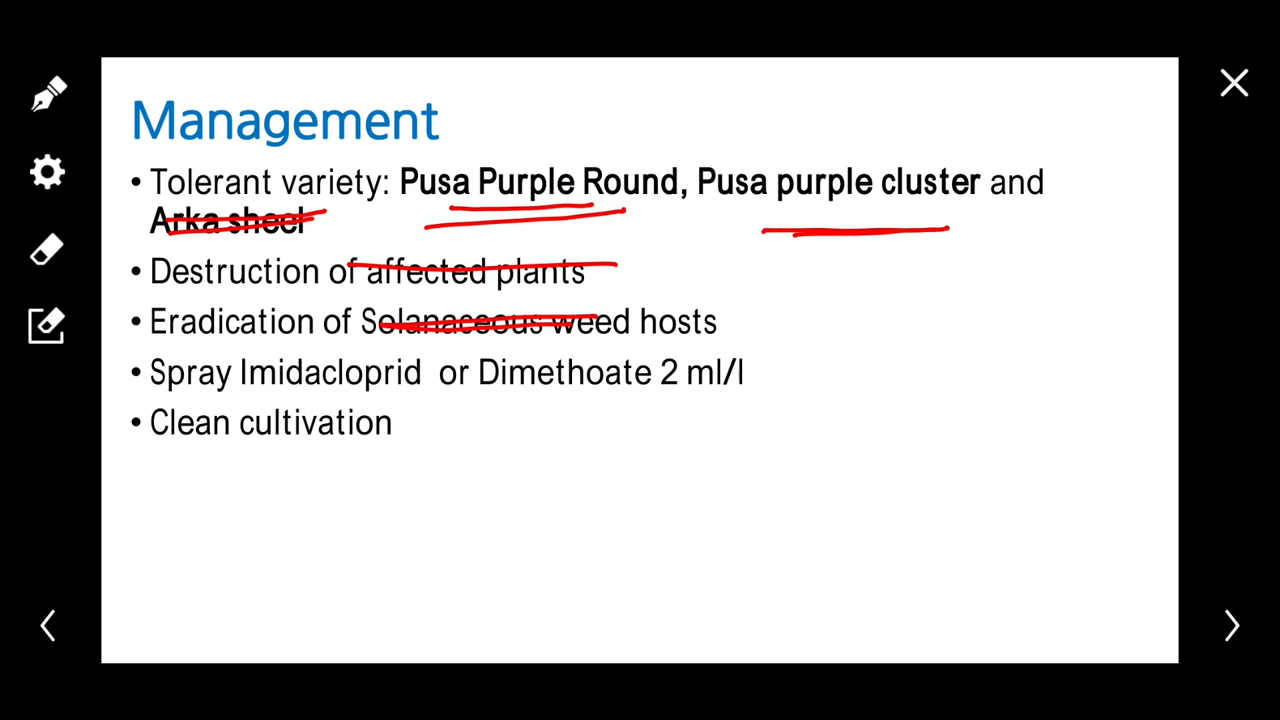 Management
• Tolerant variety: Pusa Purple Round, Pusa purple cluster and
Arka sheel
• Destruction of affected plants
• Eradication of Solanaceous weed hosts
• Spray Imidacloprid or Dimethoate 2 ml/l
• Clean cultivation